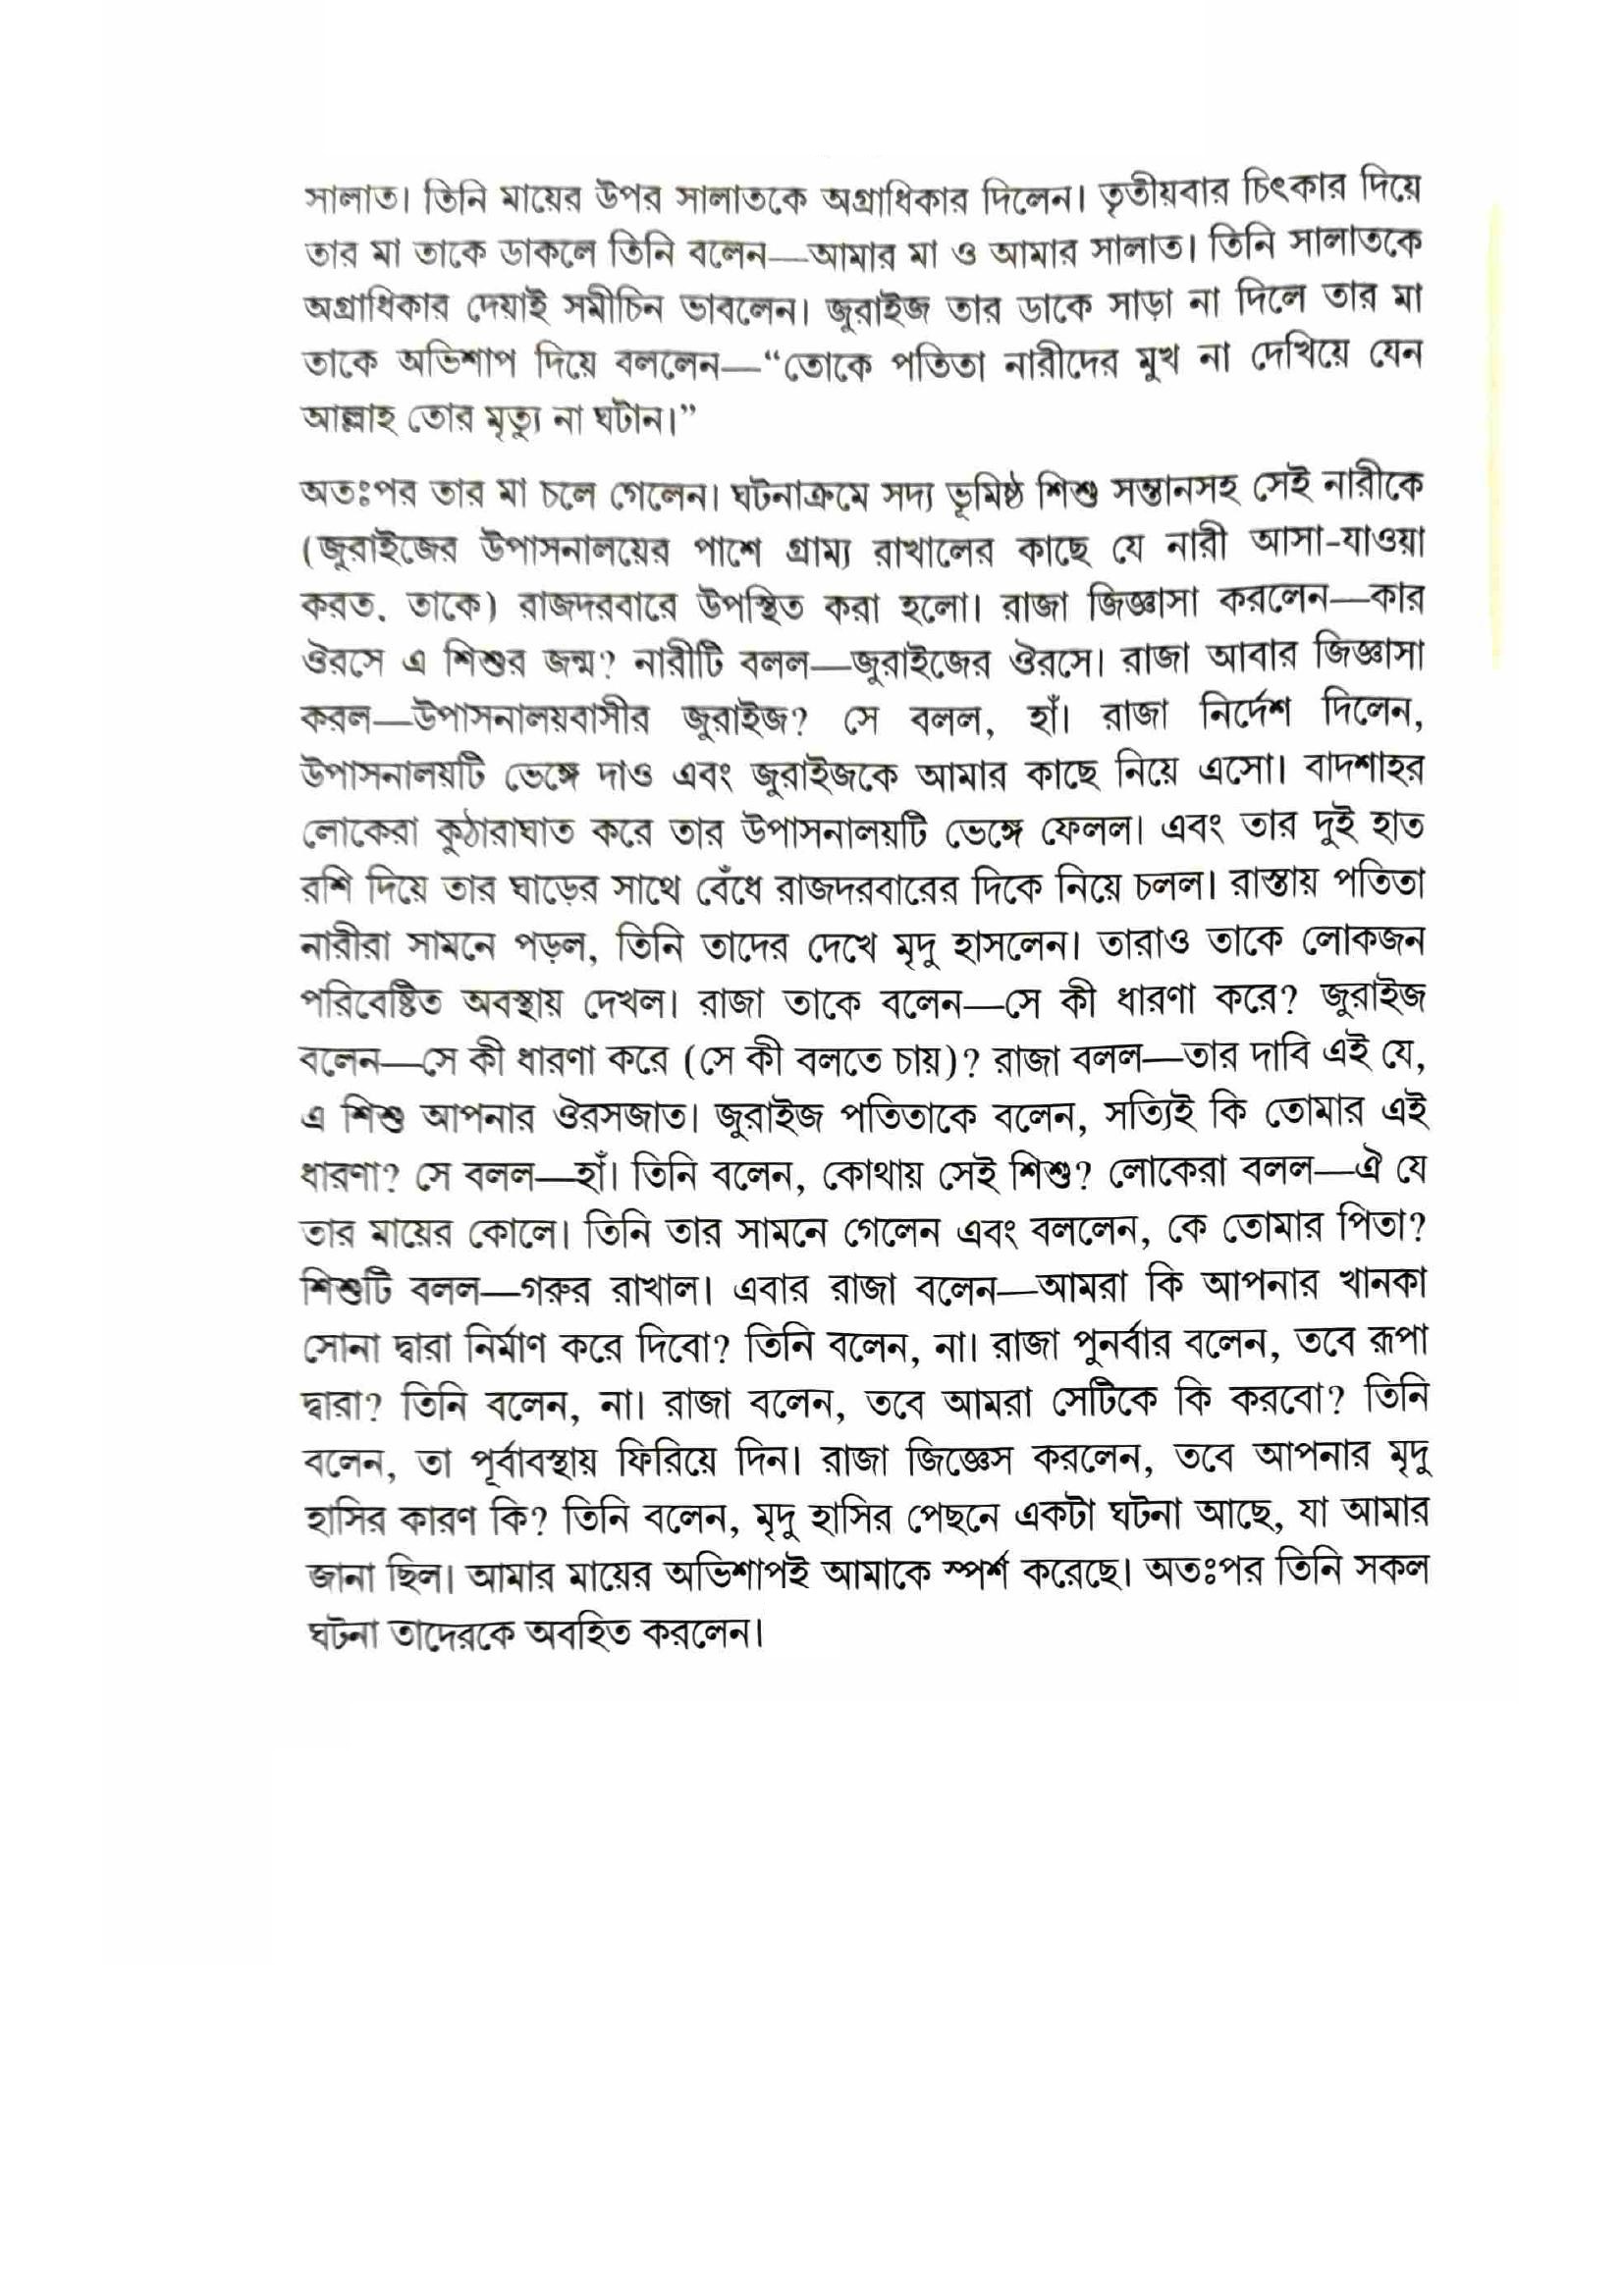 সালাত। তিনি মায়ের উপর সালাতকে অগ্রাধিকার দিলেন। তৃতীয়বার চিৎকার দিয়ে
তার মা তাকে ডাকলে তিনি বলেন—আমার মা ও আমার সালাত। তিনি সালাতকে
অগ্রাধিকার দেয়াই সমীচিন ভাবলেন। জুরাইজ তার ডাকে সাড়া না দিলে তার মা
তাকে অভিশাপ দিয়ে বললেন—“তোকে পতিতা নারীদের মুখ না দেখিয়ে যেন
আল্লাহ তোর মৃত্যু না ঘটান।”
অতঃপর তার মা চলে গেলেন। ঘটনাক্রমে সদ্য ভূমিষ্ঠ শিশু সন্তানসহ সেই নারীকে
(জুরাইজের উপাসনালয়ের পাশে গ্রাম্য রাখালের কাছে যে নারী আসা-যাওয়া
করত. তাকে) রাজদরবারে উপস্থিত করা হলো। রাজা জিজ্ঞাসা করলেন—কার
ঔরসে এ শিশুর জন্ম? নারীটি বলল—জুরাইজের ঔরসে। রাজা আবার জিজ্ঞাসা
করল—উপাসনালয়বাসীর জুরাইজ? সে বলল, হাঁ। রাজা নির্দেশ দিলেন,
উপাসনালয়টি ভেঙ্গে দাও এবং জুরাইজকে আমার কাছে নিয়ে এসো। বাদশাহর
লোকেরা কুঠারাঘাত করে তার উপাসনালয়টি ভেঙ্গে ফেলল। এবং তার দুই হাত
রশি দিয়ে তার ঘাড়ের সাথে বেঁধে রাজদরবারের দিকে নিয়ে চলল। রাস্তায় পতিতা
নারীরা সামনে পড়ল, তিনি তাদের দেখে মৃদু হাসলেন। তারাও তাকে লোকজন
পরিবেষ্টিত অবস্থায় দেখল। রাজা তাকে বলেন—সে কী ধারণা করে? জুরাইজ
বলেন—সে কী ধারণা করে (সে কী বলতে চায়)? রাজা বলল—তার দাবি এই যে,
এ শিশু আপনার ঔরসজাত। জুরাইজ পতিতাকে বলেন, সত্যিই কি তোমার এই
ধারণা? সে বলল—হাঁ। তিনি বলেন, কোথায় সেই শিশু? লোকেরা বলল—ঐ যে
তার মায়ের কোলে। তিনি তার সামনে গেলেন এবং বললেন, কে তোমার পিতা?
শিশুটি বলল—গরুর রাখাল। এবার রাজা বলেন—আমরা কি আপনার খানকা
সোনা দ্বারা নির্মাণ করে দিবো? তিনি বলেন, না। রাজা পুনর্বার বলেন, তবে রূপা
দ্বারা? তিনি বলেন, না। রাজা বলেন, তবে আমরা সেটিকে কি করবো? তিনি
বলেন, তা পূর্বাবস্থায় ফিরিয়ে দিন। রাজা জিজ্ঞেস করলেন, তবে আপনার মৃদু
হাসির কারণ কি? তিনি বলেন, মৃদু হাসির পেছনে একটা ঘটনা আছে, যা আমার
জানা ছিল। আমার মায়ের অভিশাপই আমাকে স্পর্শ করেছে। অতঃপর তিনি সকল
ঘটনা তাদেরকে অবহিত করলেন।